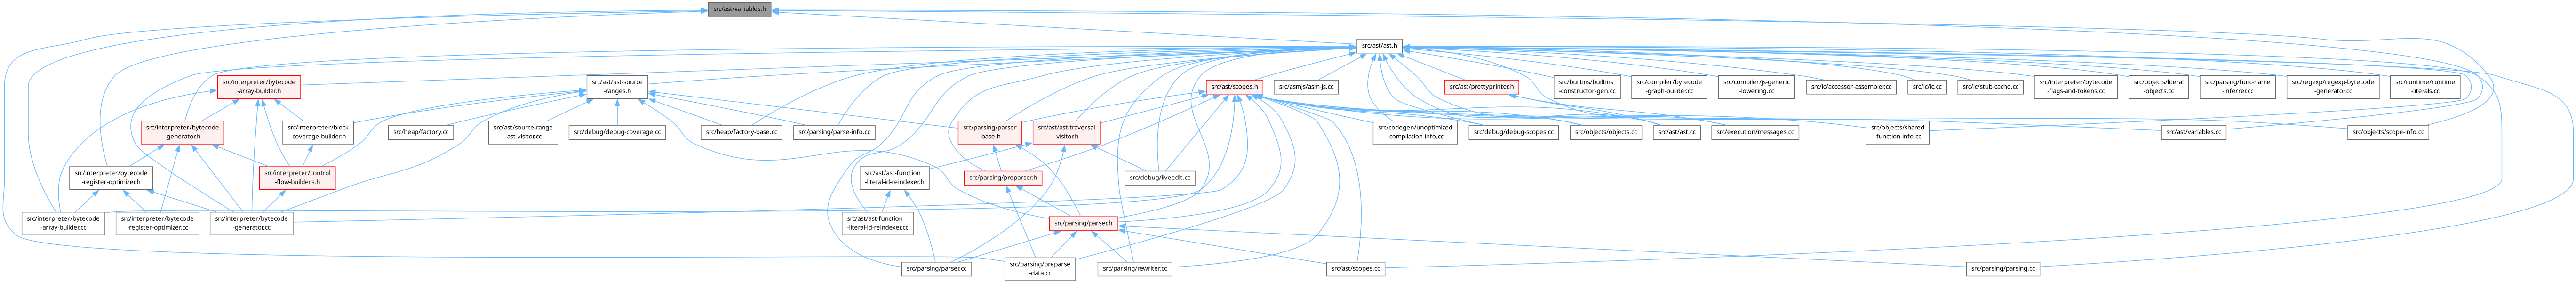 src/ast/variables.h
src/ast/ast.h
src/interpreter/bytecode
-array-builder.h
src/ast/ast-source
-ranges.h
src/ast/scopes.h
src/asmjs/asm-js.cc
src/ast/prettyprinter.h
src/builtins/builtins
-constructor-gen.cc
src/compiler/bytecode
-graph-builder.cc
src/compiler/js-generic
-lowering.cc
src/ic/accessor-assembler.cc
src/ic/ic.cc
src/ic/stub-cache.cc
src/interpreter/bytecode
-flags-and-tokens.cc
src/objects/literal
-objects.cc
src/parsing/func-name
-inferrer.cc
src/regexp/regexp-bytecode
-generator.cc
src/runtime/runtime
-literals.cc
src/interpreter/bytecode
-generator.h
src/interpreter/block
-coverage-builder.h
src/heap/factory.cc
src/ast/source-range
-ast-visitor.cc
src/debug/debug-coverage.cc
src/heap/factory-base.cc
src/parsing/parse-info.cc
src/parsing/parser
-base.h
src/ast/ast-traversal
-visitor.h
src/codegen/unoptimized
-compilation-info.cc
src/debug/debug-scopes.cc
src/objects/objects.cc
src/ast/ast.cc
src/execution/messages.cc
src/objects/shared
-function-info.cc
src/ast/variables.cc
src/objects/scope-info.cc
src/interpreter/bytecode
-register-optimizer.h
src/interpreter/control
-flow-builders.h
src/ast/ast-function
-literal-id-reindexer.h
src/parsing/preparser.h
src/debug/liveedit.cc
src/interpreter/bytecode
-array-builder.cc
src/interpreter/bytecode
-register-optimizer.cc
src/interpreter/bytecode
-generator.cc
src/ast/ast-function
-literal-id-reindexer.cc
src/parsing/parser.h
src/parsing/parser.cc
src/parsing/preparse
-data.cc
src/parsing/rewriter.cc
src/ast/scopes.cc
src/parsing/parsing.cc